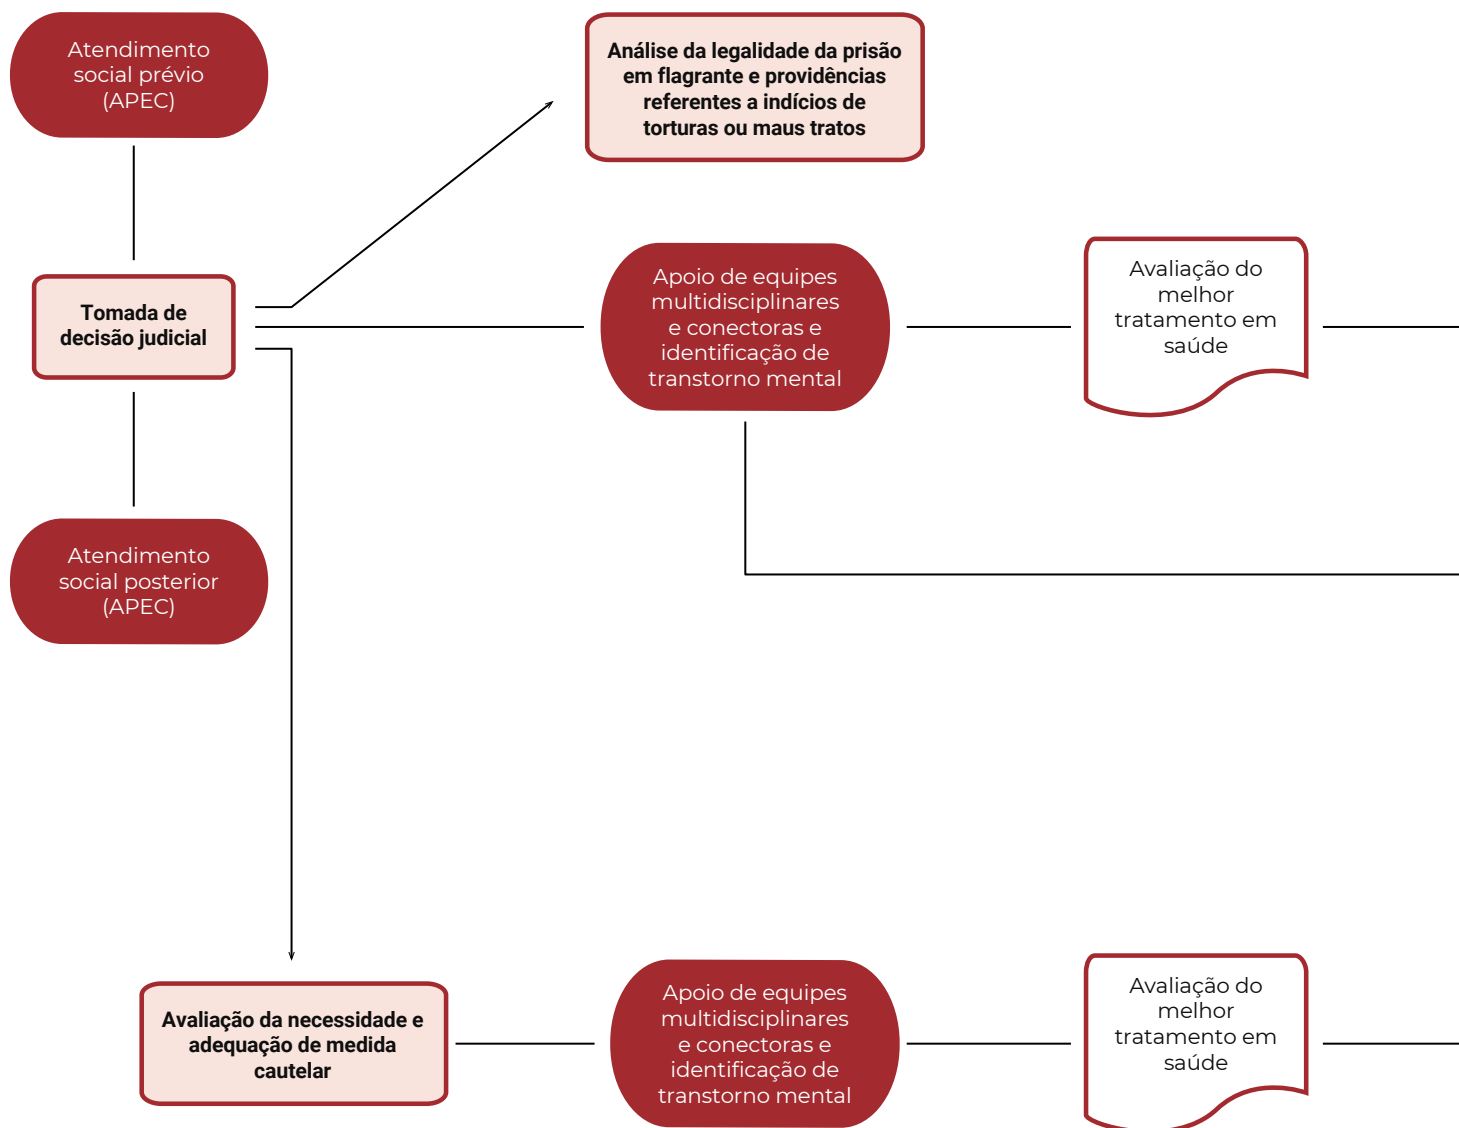 Atendimento
social prévio
(APEC)
Análise da legalidade da prisão
em flagrante e providências
referentes a indícios de
torturas ou maus tratos
Tomada de
decisão judicial
Apoio de equipes
multidisciplinares
e conectoras e
identificação de
transtorno mental
Avaliação do
melhor
tratamento em
saúde
Atendimento
social posterior
(APEC)
Avaliação da necessidade e
adequação de medida
cautelar
Apoio de equipes
multidisciplinares
e conectoras e
identificação de
transtorno mental
Avaliação do
melhor
tratamento em
saúde